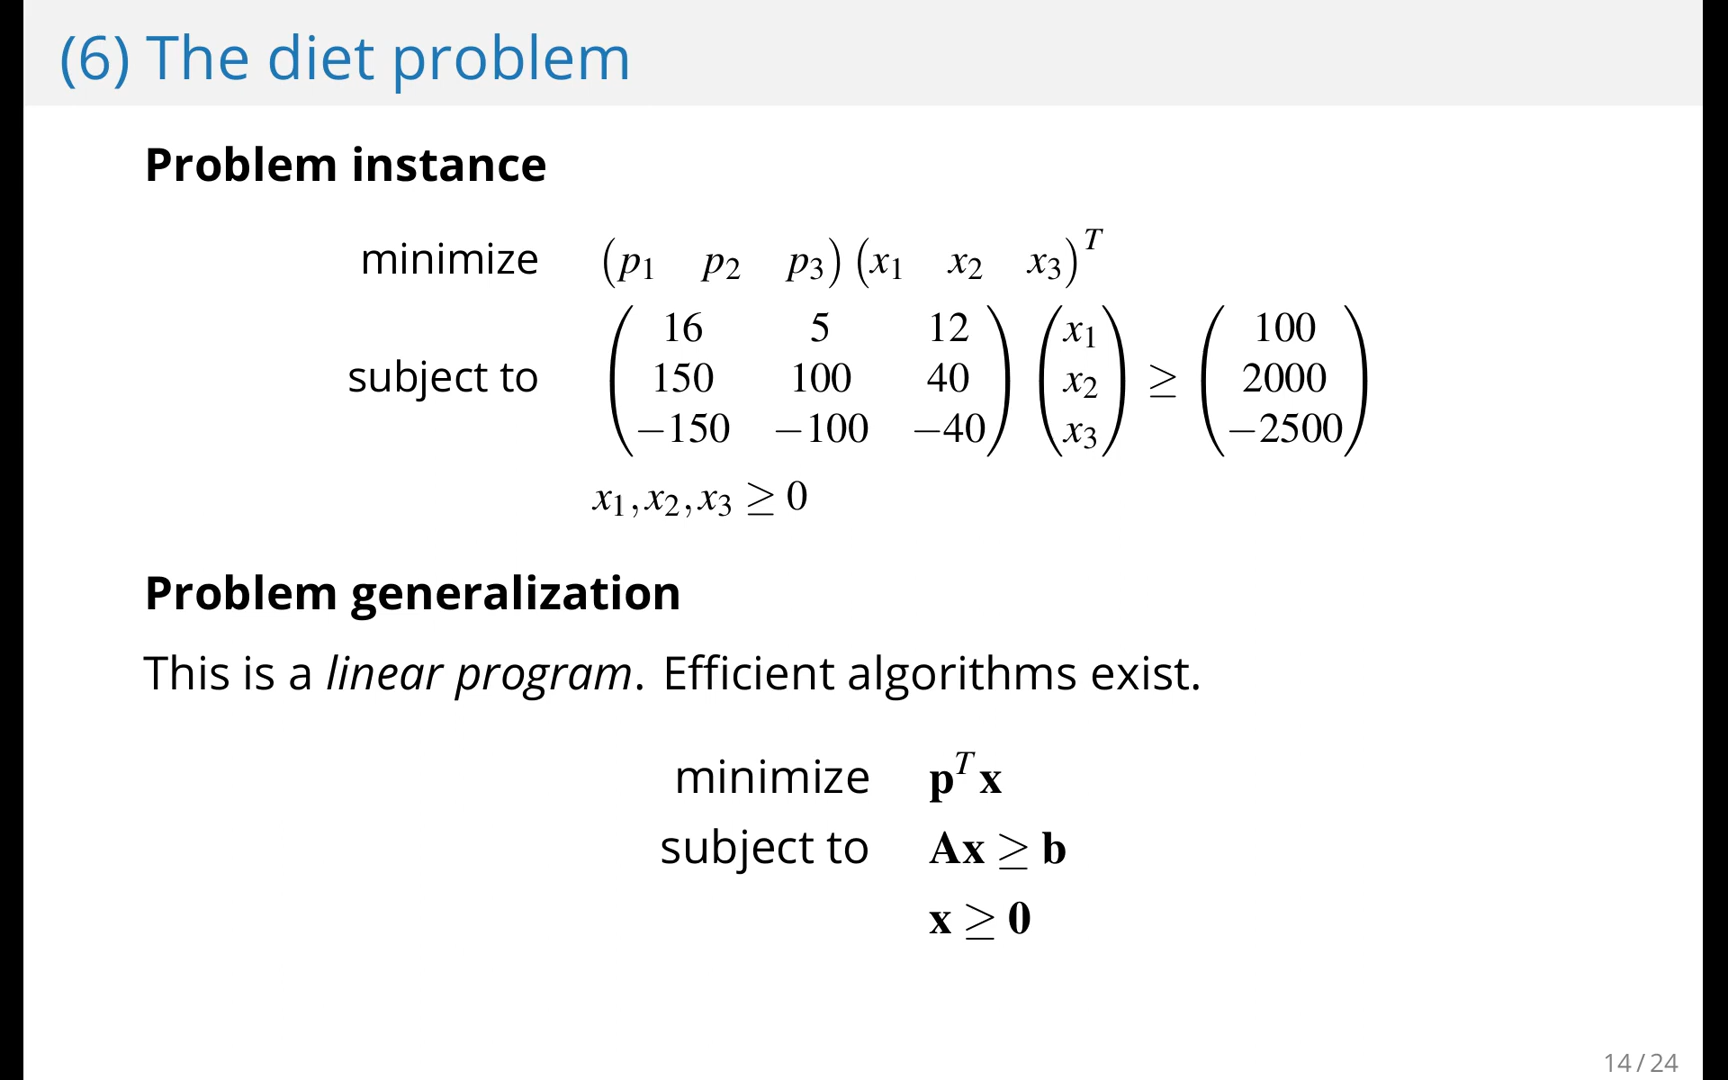 (6) The diet problem
Problem instance
minimize (p₁ p₂ p₃) (x₁ x₂ x₃)ᵀ
subject to
(16 5 12) (x₁) (100)
(150 100 40) (x₂) ≥ (2000)
(−150 −100 −40) (x₃) (−2500)
x₁, x₂, x₃ ≥ 0
Problem generalization
This is a linear program. Efficient algorithms exist.
minimize pᵀx
subject to Ax ≥ b
x ≥ 0
14 / 24